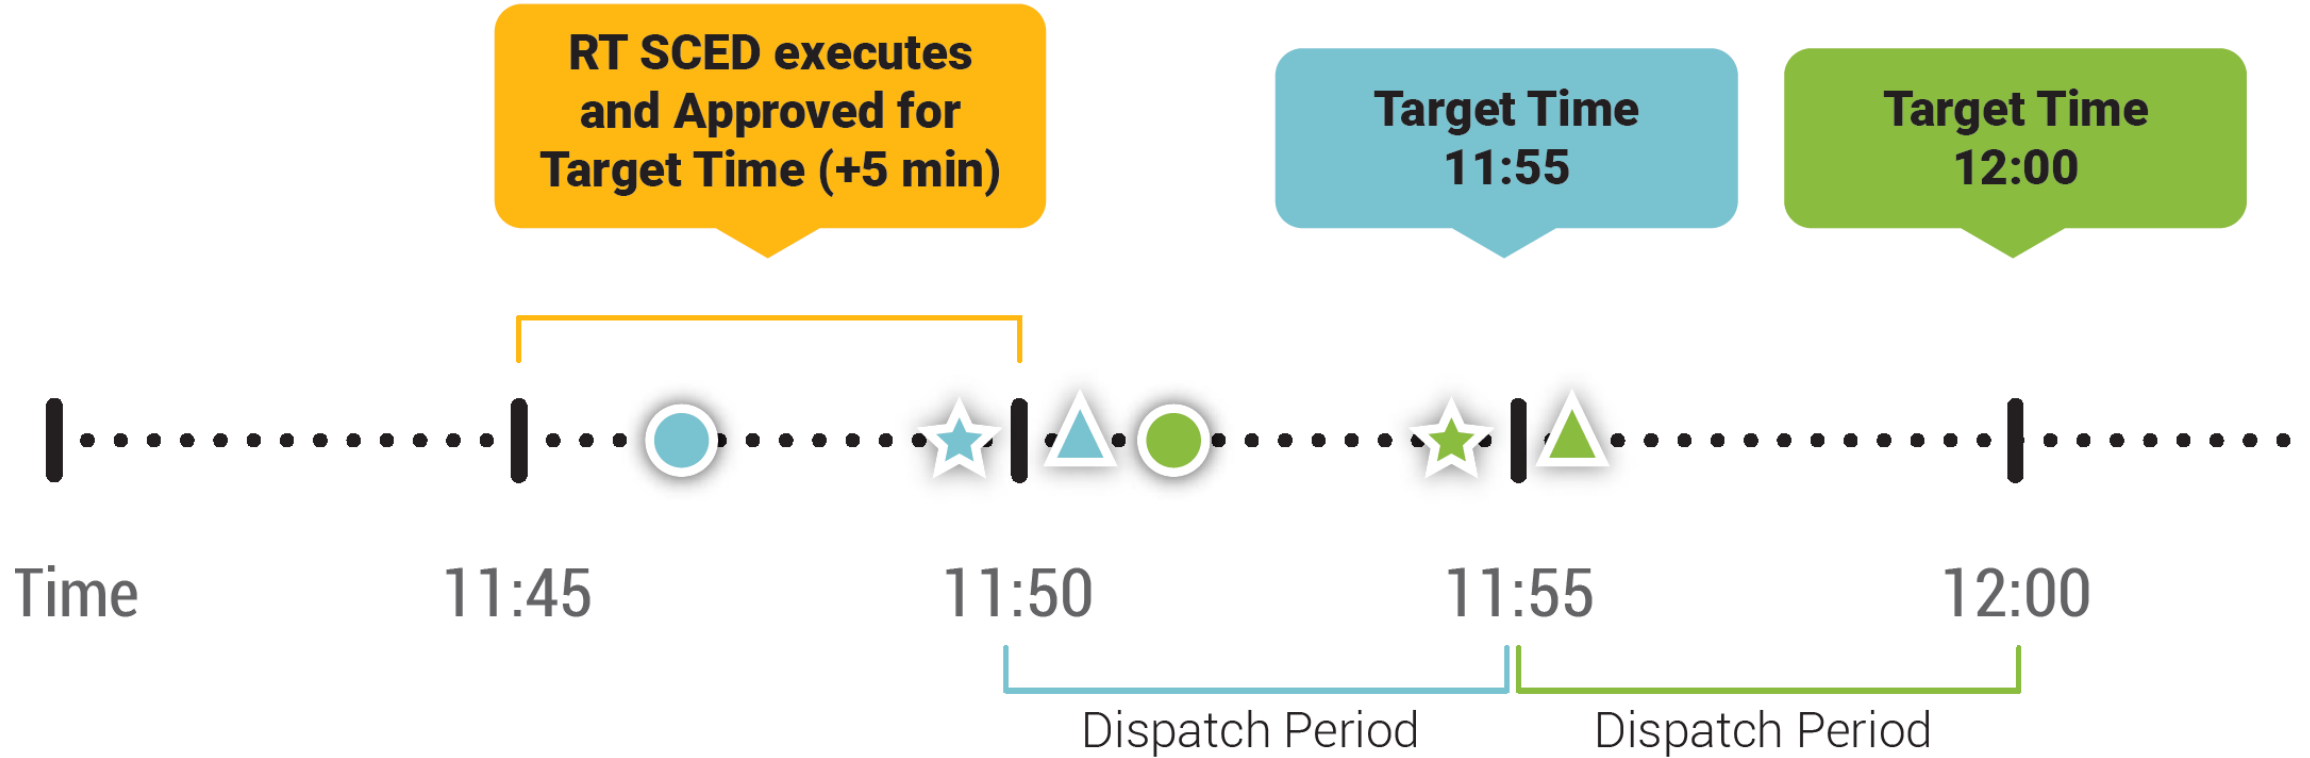 RT SCED executes
and Approved for
Target Time (+5 min)
Target Time
11:55
Target Time
12:00
Time
11:45
11:50
11:55
12:00
Dispatch Period
Dispatch Period